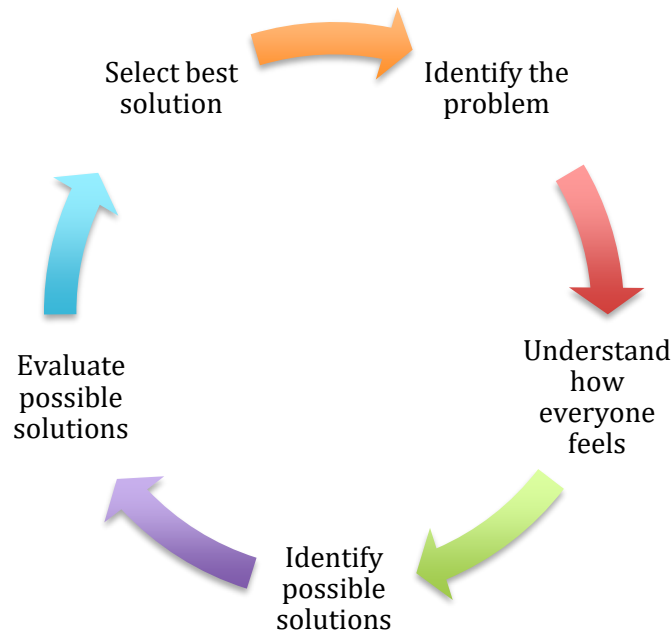 Identify the
problem
Understand
how
everyone
feels
Identify
possible
solutions
Evaluate
possible
solutions
Select best
solution